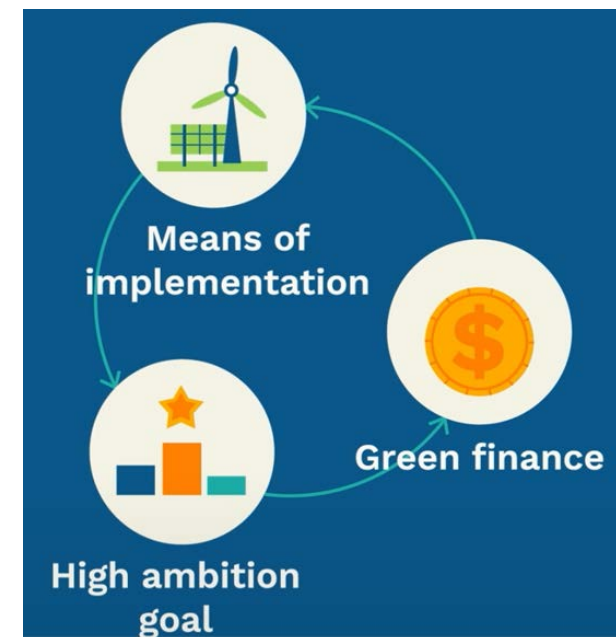 Means of
implementation
$
Green finance
High ambition
goal